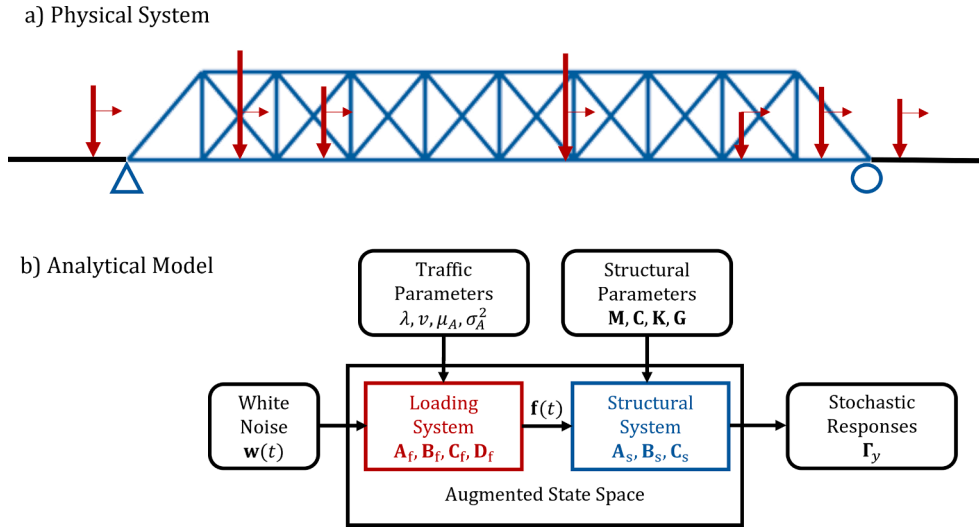 a) Physical System
b) Analytical Model
Traffic
Parameters
λ, v, μ_A, σ_A^2
Structural
Parameters
M, C, K, G
White
Noise
w(t)
Loading
System
A_f, B_f, C_f, D_f
f(t)
Structural
System
A_s, B_s, C_s
Stochastic
Responses
Γ_y
Augmented State Space